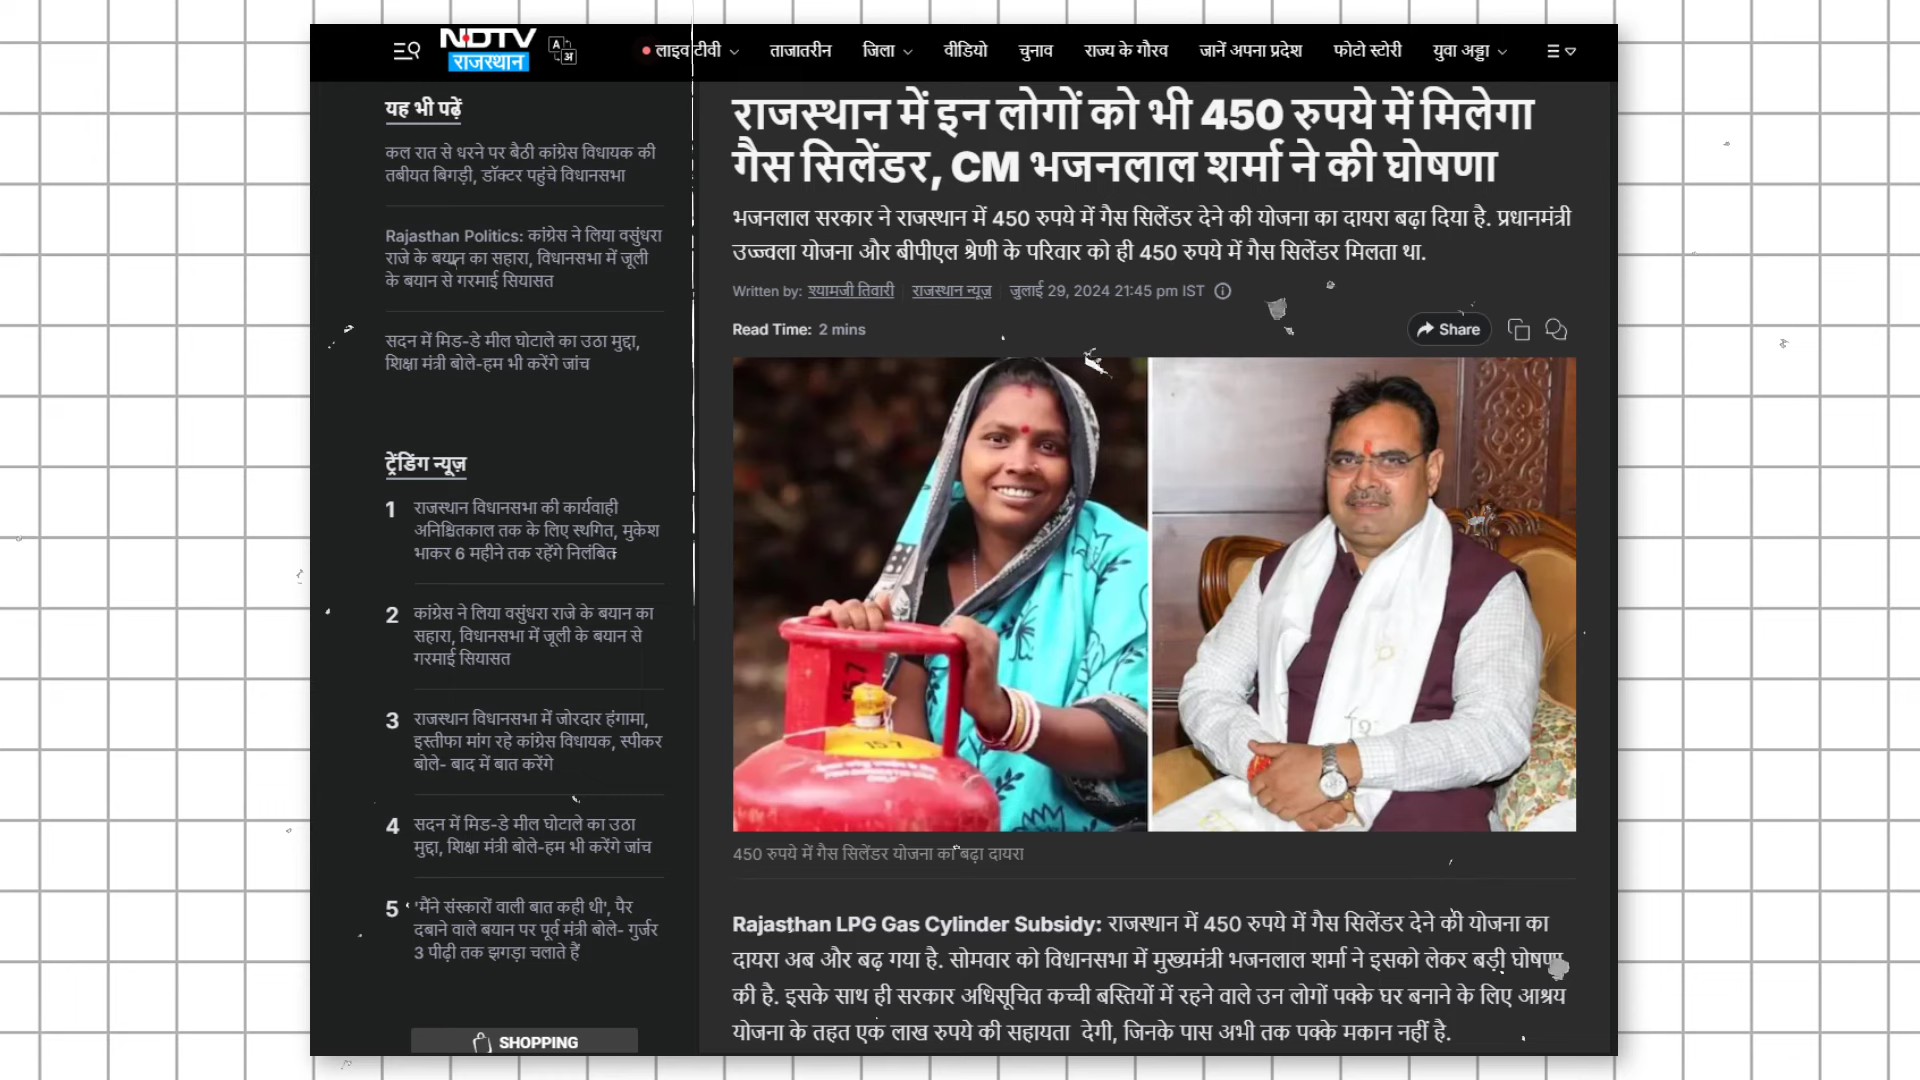 NDTV
राजस्थान
लाइव टीवी
ताजातरीन
जिला
वीडियो
चुनाव
राज्य के गौरव
जानें अपना प्रदेश
फोटो स्टोरी
युवा अड्डा
यह भी पढ़ें
कल रात से धरने पर बैठी कांग्रेस विधायक की
तबीयत बिगड़ी, डॉक्टर पहुंचे विधानसभा
Rajasthan Politics: कांग्रेस ने लिया वसुंधरा
राजे के बयान का सहारा, विधानसभा में जूली
के बयान से गरमाई सियासत
सदन में मिड-डे मील घोटाले का उठा मुद्दा,
शिक्षा मंत्री बोले-हम भी करेंगे जांच
ट्रेंडिंग न्यूज़
1 राजस्थान विधानसभा की कार्यवाही
अनिश्चितकाल तक के लिए स्थगित, मुकेश
भाकर 6 महीने तक रहेंगे निलंबित
2 कांग्रेस ने लिया वसुंधरा राजे के बयान का
सहारा, विधानसभा में जूली के बयान से
गरमाई सियासत
3 राजस्थान विधानसभा में जोरदार हंगामा,
इस्तीफा मांग रहे कांग्रेस विधायक, स्पीकर
बोले- बाद में बात करेंगे
4 सदन में मिड-डे मील घोटाले का उठा
मुद्दा, शिक्षा मंत्री बोले-हम भी करेंगे जांच
5 'मैंने संस्कारों वाली बात कही थी', पैर
दबाने वाले बयान पर पूर्व मंत्री बोले- गुर्जर
3 पीढ़ी तक झगड़ा चलाते हैं
SHOPPING
राजस्थान में इन लोगों को भी 450 रुपये में मिलेगा
गैस सिलेंडर, CM भजनलाल शर्मा ने की घोषणा
भजनलाल सरकार ने राजस्थान में 450 रुपये में गैस सिलेंडर देने की योजना का दायरा बढ़ा दिया है. प्रधानमंत्री
उज्ज्वला योजना और बीपीएल श्रेणी के परिवार को ही 450 रुपये में गैस सिलेंडर मिलता था.
Written by: श्यामजी तिवारी राजस्थान न्यूज़ जुलाई 29, 2024 21:45 pm IST
Read Time: 2 mins
Share
157
157
450 रुपये में गैस सिलेंडर योजना का बढ़ा दायरा
Rajasthan LPG Gas Cylinder Subsidy: राजस्थान में 450 रुपये में गैस सिलेंडर देने की योजना का
दायरा अब और बढ़ गया है. सोमवार को विधानसभा में मुख्यमंत्री भजनलाल शर्मा ने इसको लेकर बड़ी घोषणा
की है. इसके साथ ही सरकार अधिसूचित कच्ची बस्तियों में रहने वाले उन लोगों पक्के घर बनाने के लिए आश्रय
योजना के तहत एक लाख रुपये की सहायता देगी, जिनके पास अभी तक पक्के मकान नहीं है.